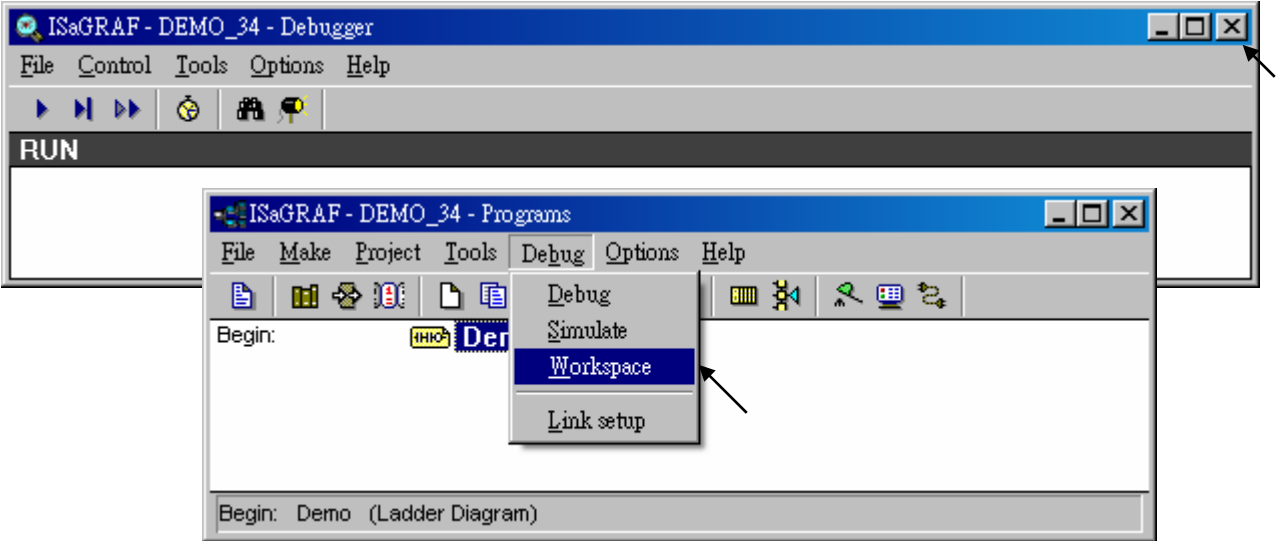 ISaGRAF - DEMO_34 - Debugger
File Control Tools Options Help
RUN
ISaGRAF - DEMO_34 - Programs
File Make Project Tools Debug Options Help
Debug
Simulate
Workspace
Link setup
Begin:
Begin: Demo (Ladder Diagram)